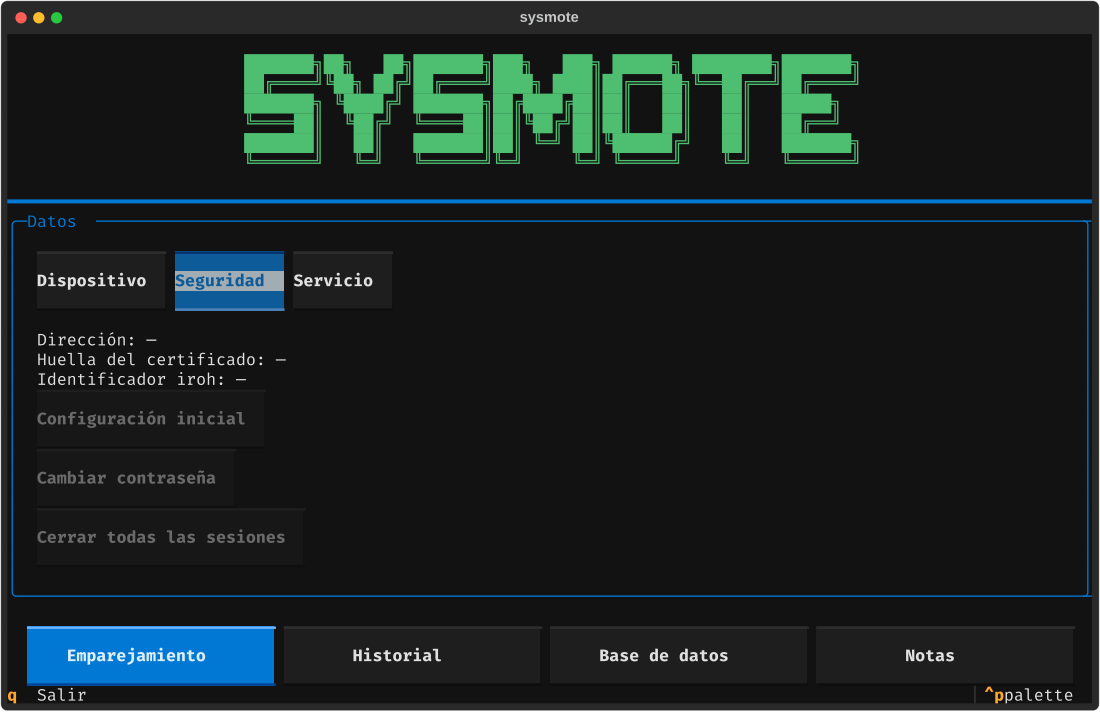 sysmote
SYSMOTE
Datos
Dispositivo Seguridad Servicio
Dirección: —
Huella del certificado: —
Identificador iroh: —
Configuración inicial
Cambiar contraseña
Cerrar todas las sesiones
Emparejamiento Historial Base de datos Notas
q Salir ^p palette